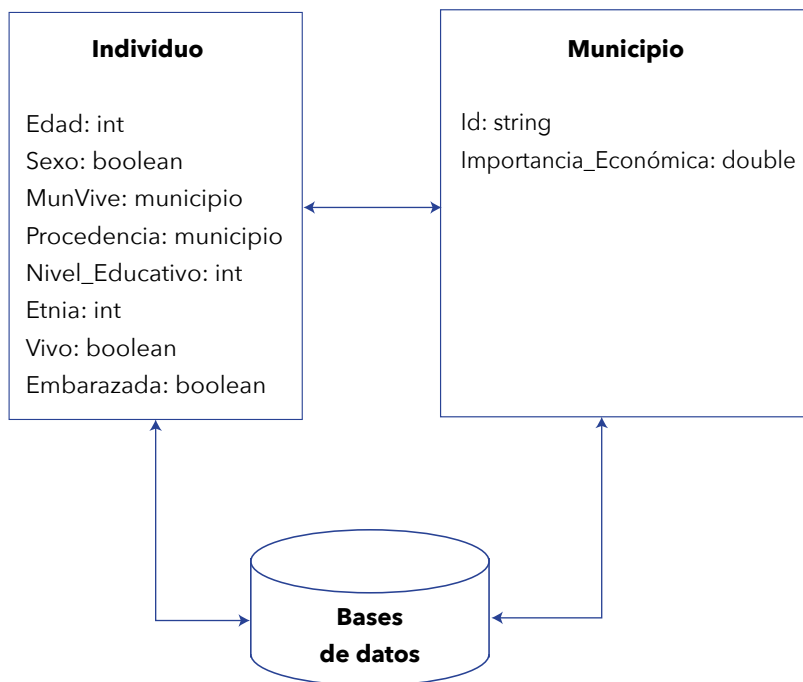 Individuo
Edad: int
Sexo: boolean
MunVive: municipio
Procedencia: municipio
Nivel_Educativo: int
Etnia: int
Vivo: boolean
Embarazada: boolean
Municipio
Id: string
Importancia_Económica: double
Bases
de datos